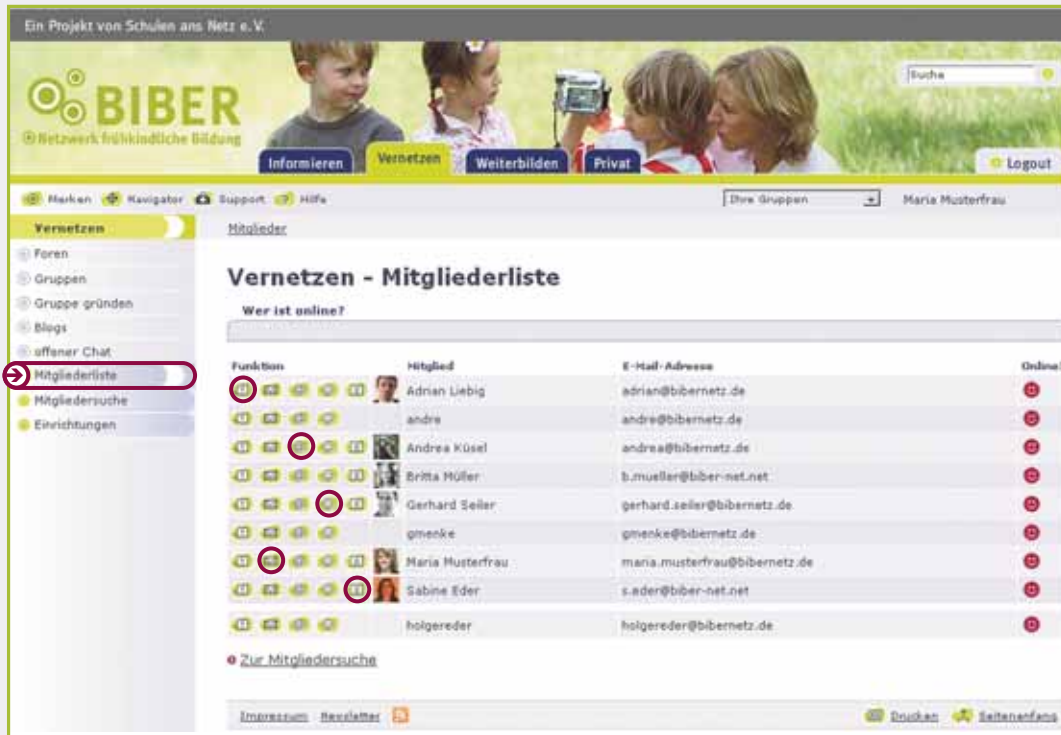 Ein Projekt von Schulen ans Netz e. V.
Suche
BIBER
Netzwerk frühkindliche Bildung
Informieren Vernetzen Weiterbilden Privat Logout
Merken Navigator Support Hilfe Ihre Gruppen Maria Musterfrau
Vernetzen Mitglieder
Foren
Gruppen
Gruppe gründen
Blogs
offener Chat
Mitgliederliste
Mitgliedersuche
Einrichtungen
Vernetzen - Mitgliederliste
Wer ist online?
Funktion Mitglied E-Mail-Adresse Online
Adrian Liebig adrian@bibernetz.de
andre andre@bibernetz.de
Andrea Küsel andrea@bibernetz.de
Britta Müller b.mueller@biber-net.net
Gerhard Seiler gerhard.seiler@bibernetz.de
gmenke gmenke@bibernetz.de
Maria Musterfrau maria.musterfrau@bibernetz.de
Sabine Eder s.eder@biber-net.net
holgereder holgereder@bibernetz.de
Zur Mitgliedersuche
Impressum Newsletter Drucken Seitenanfang